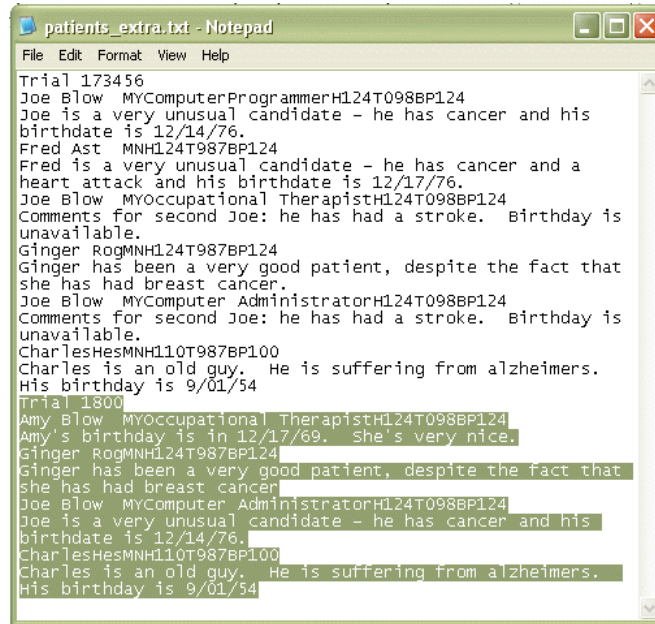 patients_extra.txt - Notepad
File Edit Format View Help
Trial 173456
Joe Blow  MYComputerProgrammerH124T098BP124
Joe is a very unusual candidate – he has cancer and his
birthdate is 12/14/76.
Fred Ast  MNH124T987BP124
Fred is a very unusual candidate – he has cancer and a
heart attack and his birthdate is 12/17/76.
Joe Blow  MYOccupational TherapistH124T098BP124
Comments for second Joe: he has had a stroke.  Birthday is
unavailable.
Ginger RogMNH124T987BP124
Ginger has been a very good patient, despite the fact that
she has had breast cancer.
Joe Blow  MYComputer AdministratorH124T098BP124
Comments for second Joe: he has had a stroke.  Birthday is
unavailable.
CharlesHesMNH110T987BP100
Charles is an old guy.  He is suffering from alzheimers.
His birthday is 9/01/54
Trial 1800
Amy Blow  MYOccupational TherapistH124T098BP124
Amy's birthday is in 12/17/69.  She's very nice.
Ginger RogMNH124T987BP124
Ginger has been a very good patient, despite the fact that
she has had breast cancer
Joe Blow  MYComputer AdministratorH124T098BP124
Joe is a very unusual candidate – he has cancer and his
birthdate is 12/14/76.
CharlesHesMNH110T987BP100
Charles is an old guy.  He is suffering from alzheimers.
His birthday is 9/01/54